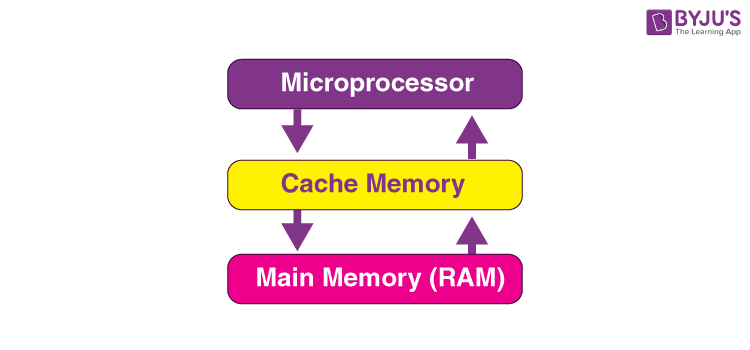 BYJU'S
The Learning App
Microprocessor
Cache Memory
Main Memory (RAM)